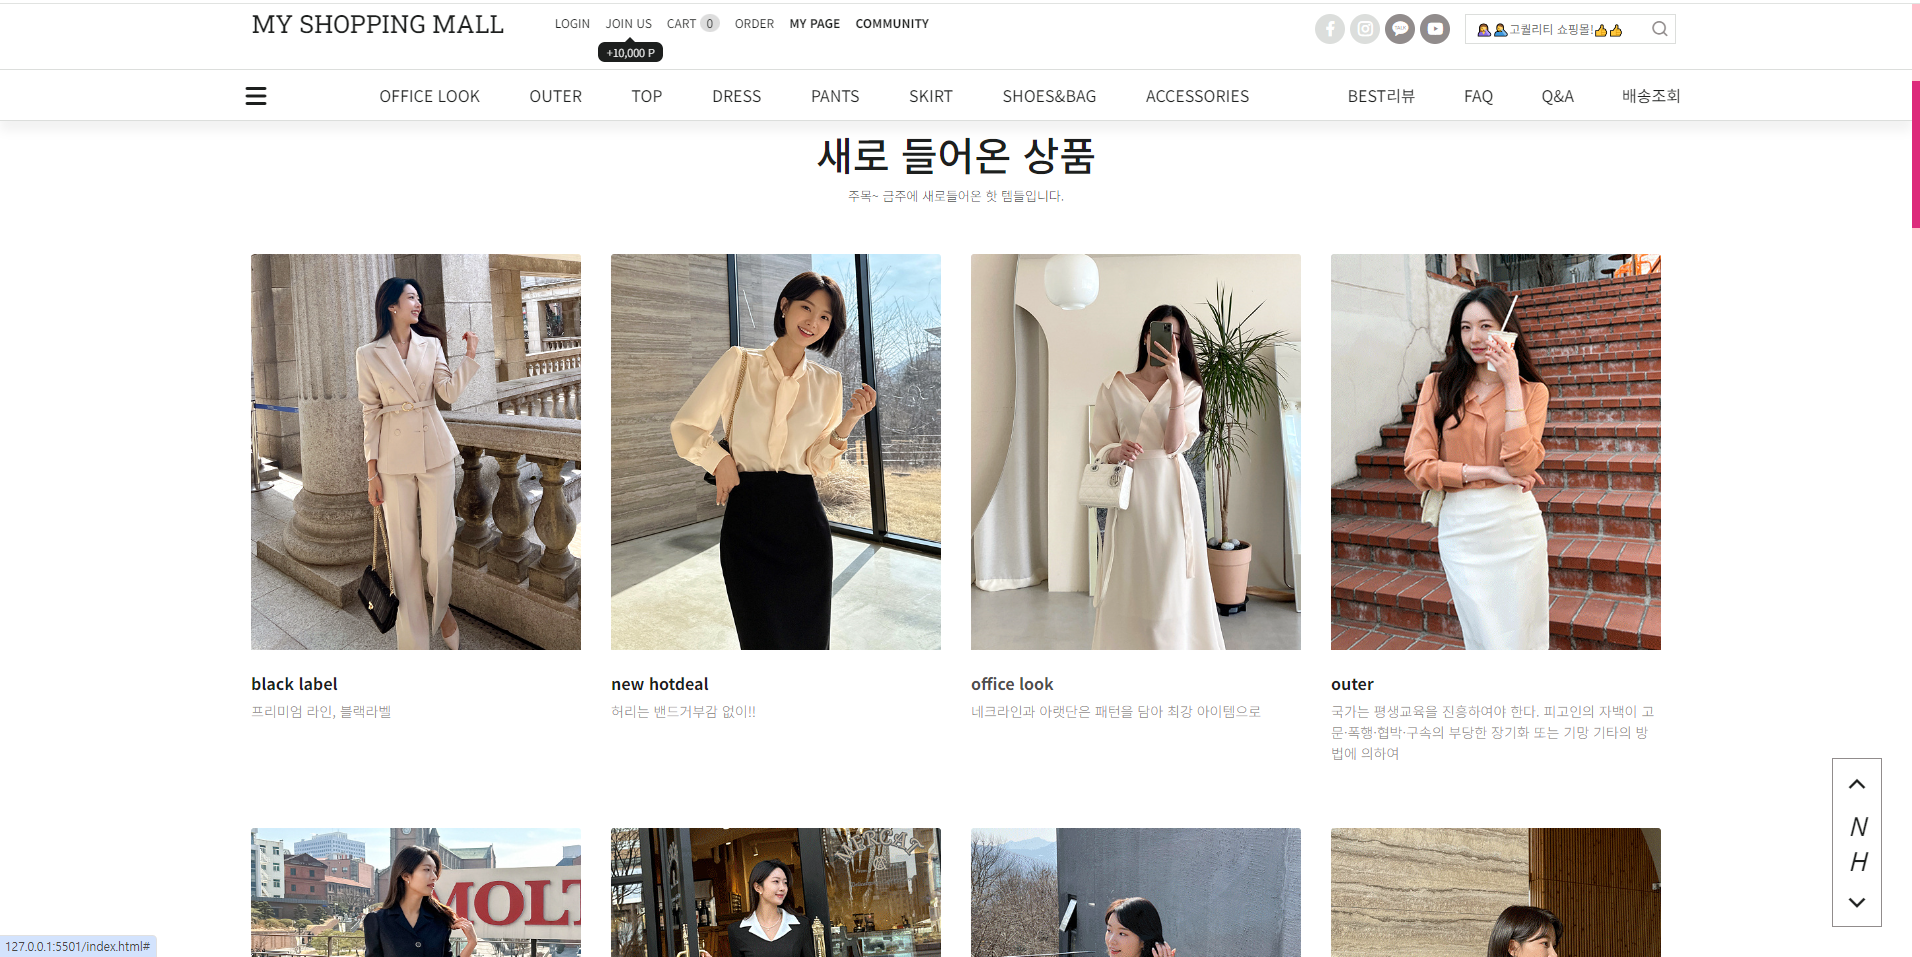 MY SHOPPING MALL
LOGIN JOIN US CART 0 ORDER MY PAGE COMMUNITY
+10,000 P
고퀄리티 쇼핑몰!
OFFICE LOOK OUTER TOP DRESS PANTS SKIRT SHOES&BAG ACCESSORIES BEST리뷰 FAQ Q&A 배송조회
새로 들어온 상품
주목~ 금주에 새로들어온 핫 템들입니다.
black label
프리미엄 라인, 블랙라벨
new hotdeal
허리는 밴드거부감 없이!!
office look
네크라인과 아랫단은 패턴을 담아 최강 아이템으로
outer
국가는 평생교육을 진흥하여야 한다. 피고인의 자백이 고
문·폭행·협박·구속의 부당한 장기화 또는 기망 기타의 방
법에 의하여
MOLT
MERCAT
N
H
127.0.0.1:5501/index.html#